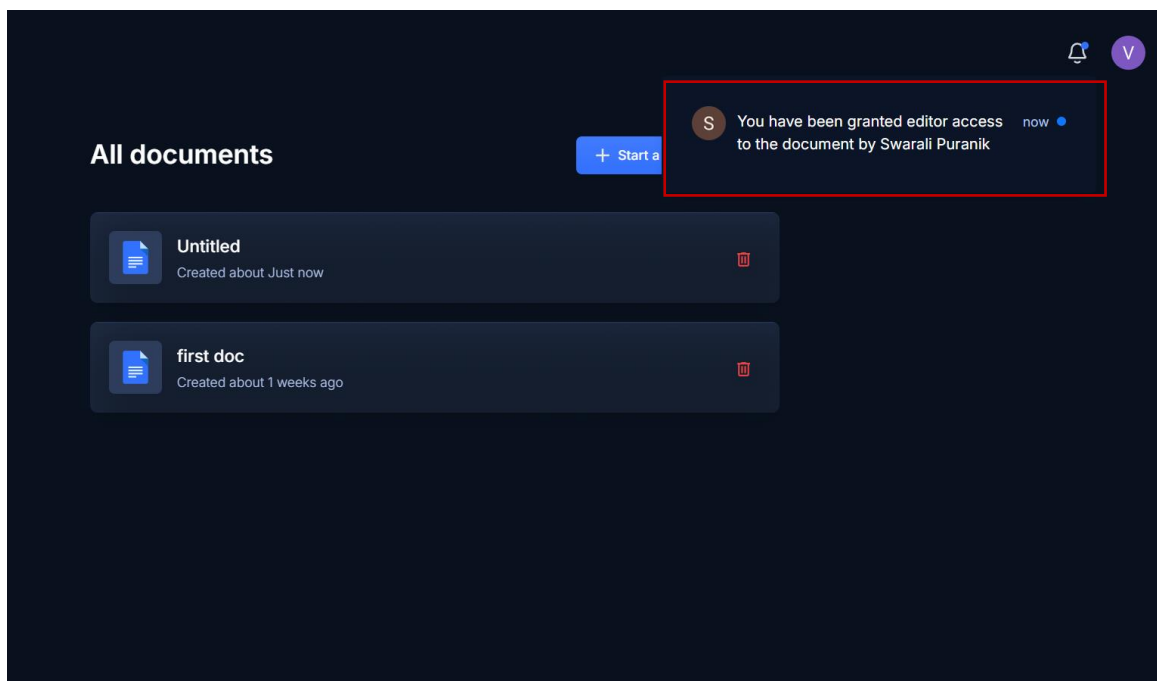 V
S
You have been granted editor access now
to the document by Swarali Puranik
All documents
+ Start a
Untitled
Created about Just now
first doc
Created about 1 weeks ago